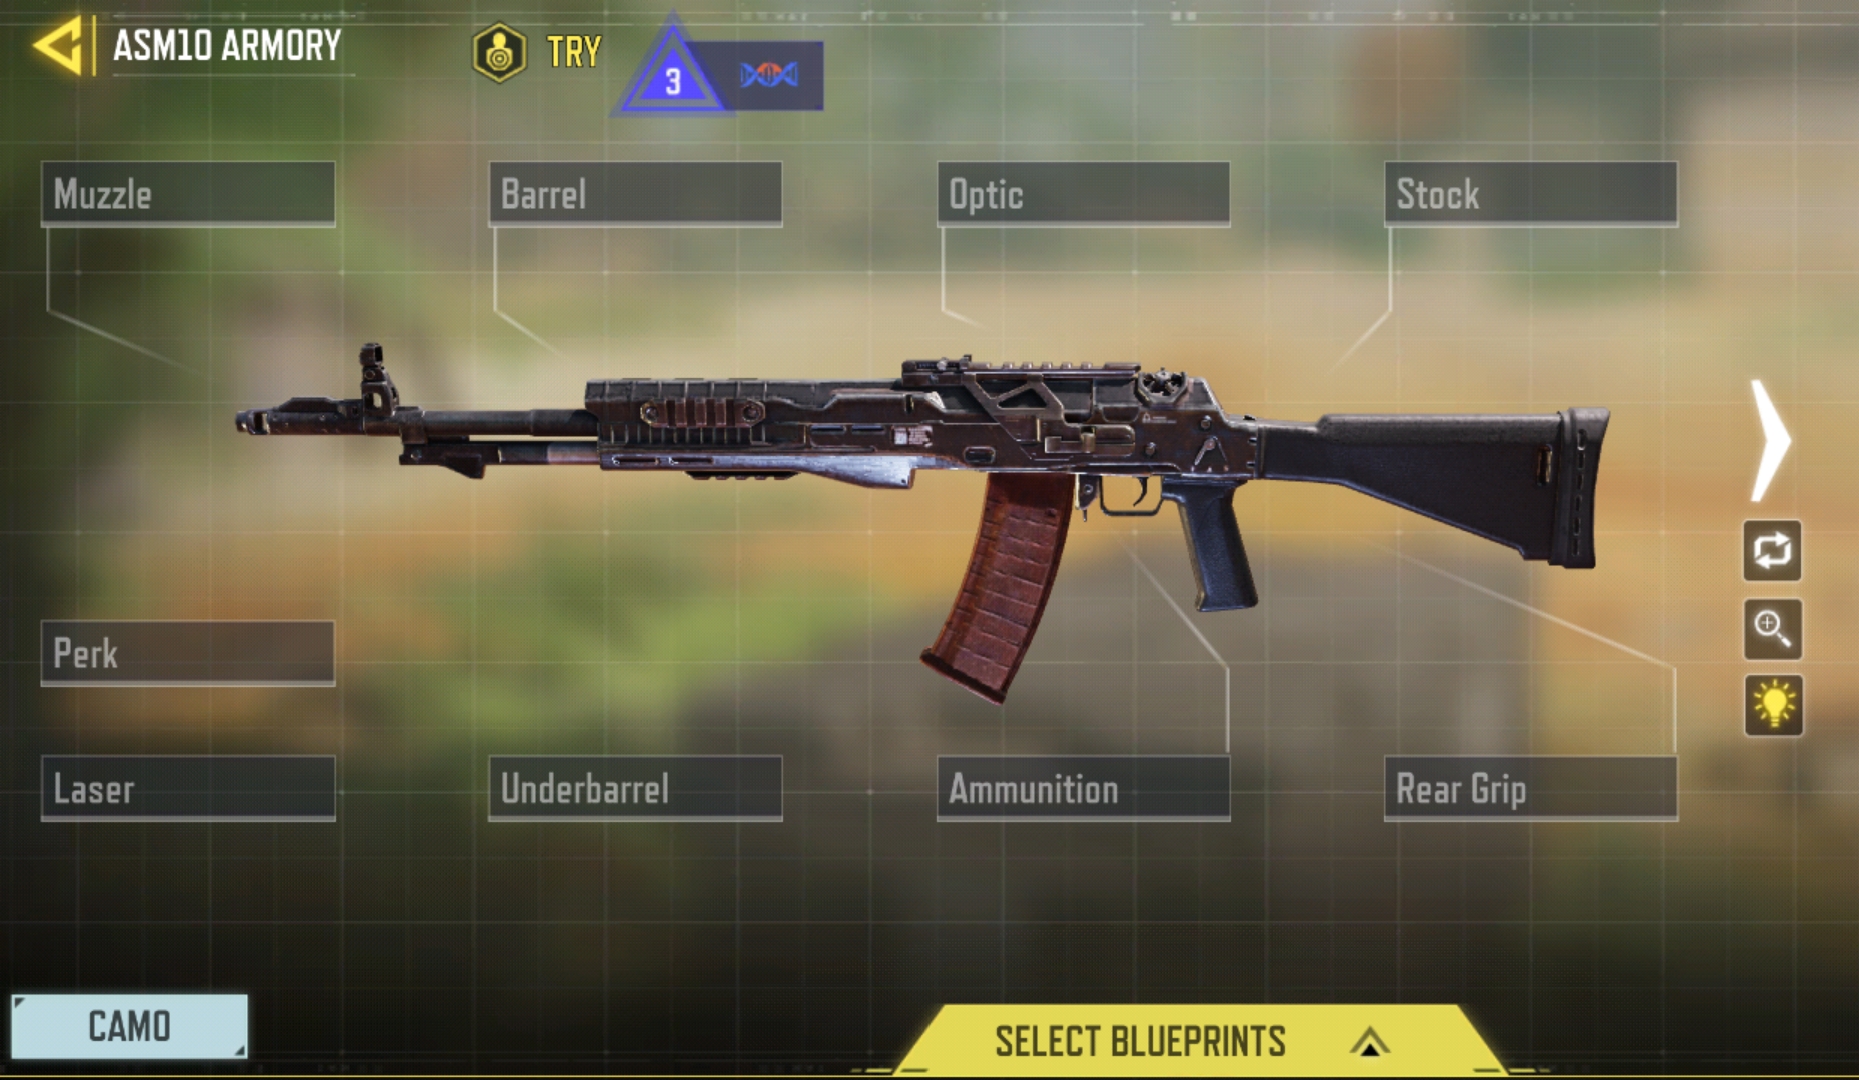 ASM10 ARMORY
TRY
3
Muzzle
Barrel
Optic
Stock
Perk
Laser
Underbarrel
Ammunition
Rear Grip
CAMO
SELECT BLUEPRINTS